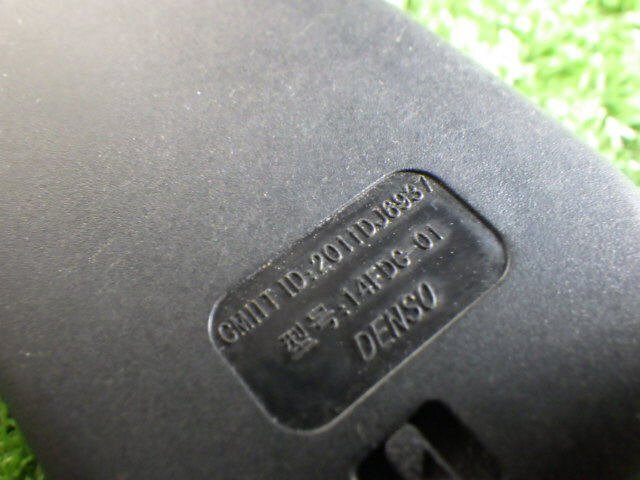 CMIIT ID:2011DJ6937
型号:14FDC-01
DENSO